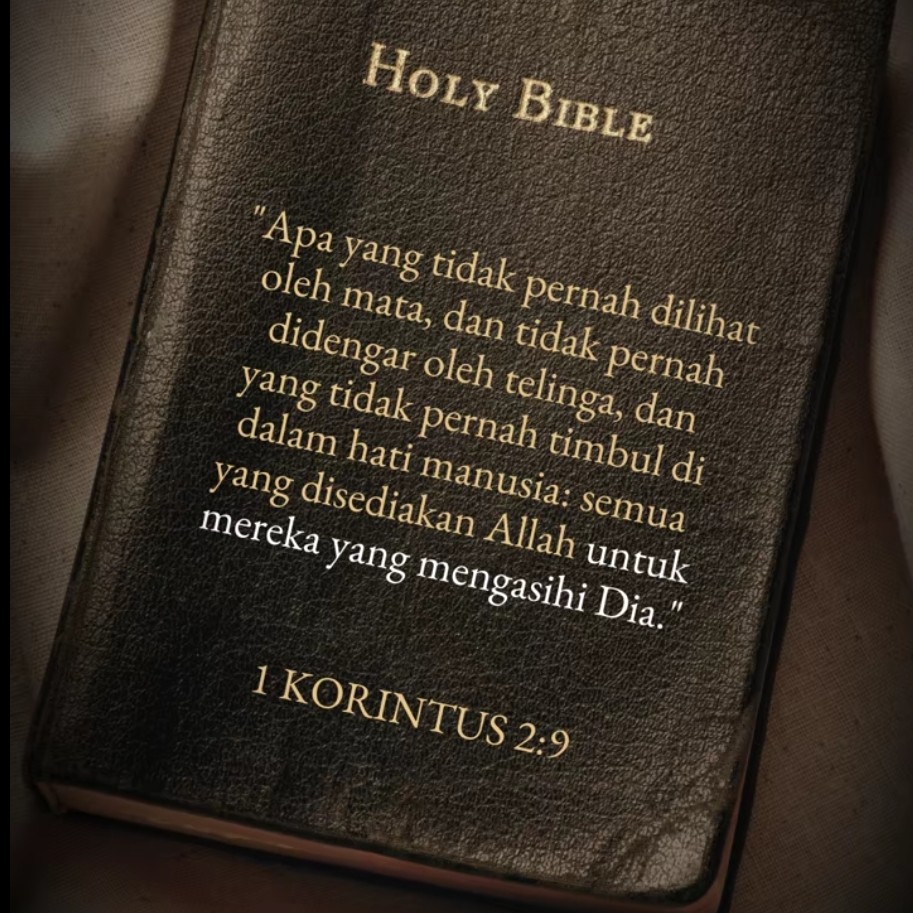 HOLY BIBLE
"Apa yang tidak pernah dilihat
oleh mata, dan tidak pernah
didengar oleh telinga, dan
yang tidak pernah timbul di
dalam hati manusia: semua
yang disediakan Allah untuk
mereka yang mengasihi Dia."
1 KORINTUS 2:9